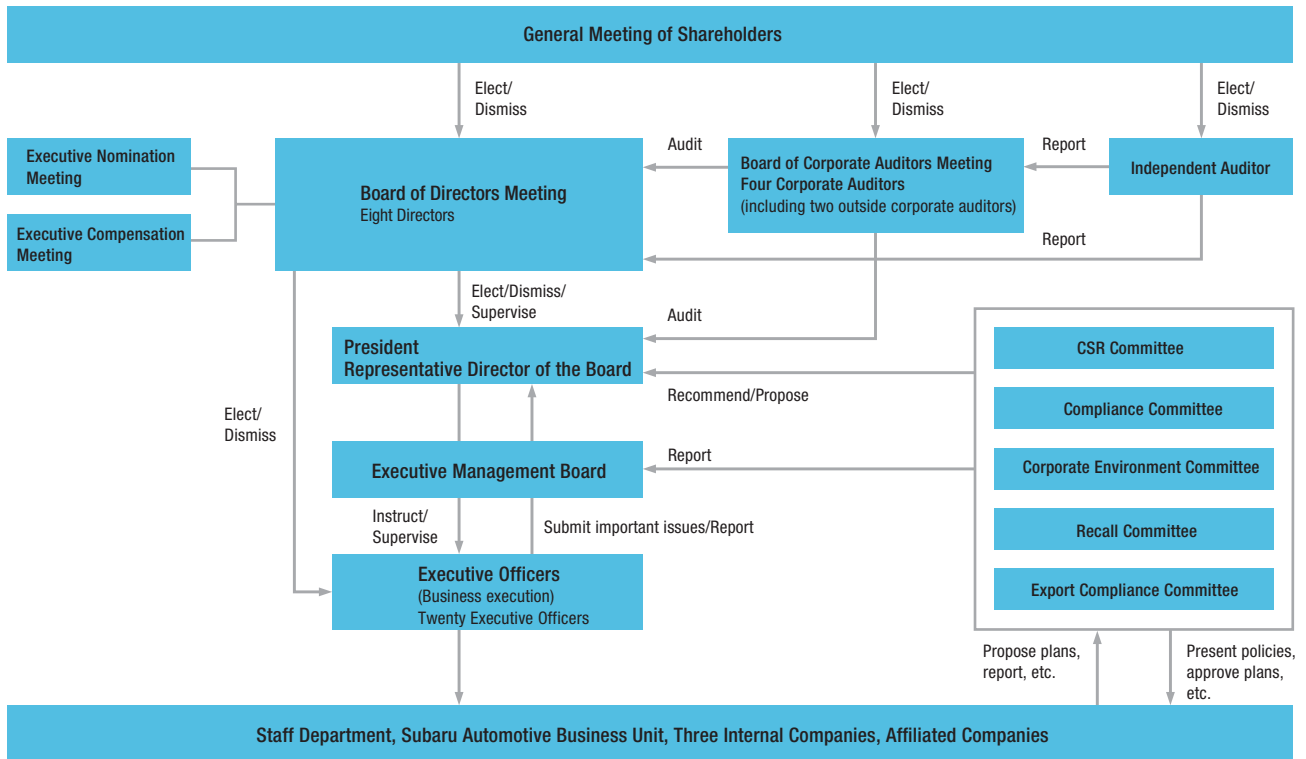 General Meeting of Shareholders
Elect/
Dismiss
Elect/
Dismiss
Elect/
Dismiss
Executive Nomination
Meeting
Executive Compensation
Meeting
Board of Directors Meeting
Eight Directors
Audit
Board of Corporate Auditors Meeting
Four Corporate Auditors
(including two outside corporate auditors)
Report
Independent Auditor
Report
Elect/Dismiss/
Supervise
Audit
President
Representative Director of the Board
Recommend/Propose
Elect/
Dismiss
Executive Management Board
Report
Instruct/
Supervise
Submit important issues/Report
Executive Officers
(Business execution)
Twenty Executive Officers
CSR Committee
Compliance Committee
Corporate Environment Committee
Recall Committee
Export Compliance Committee
Propose plans,
report, etc.
Present policies,
approve plans,
etc.
Staff Department, Subaru Automotive Business Unit, Three Internal Companies, Affiliated Companies